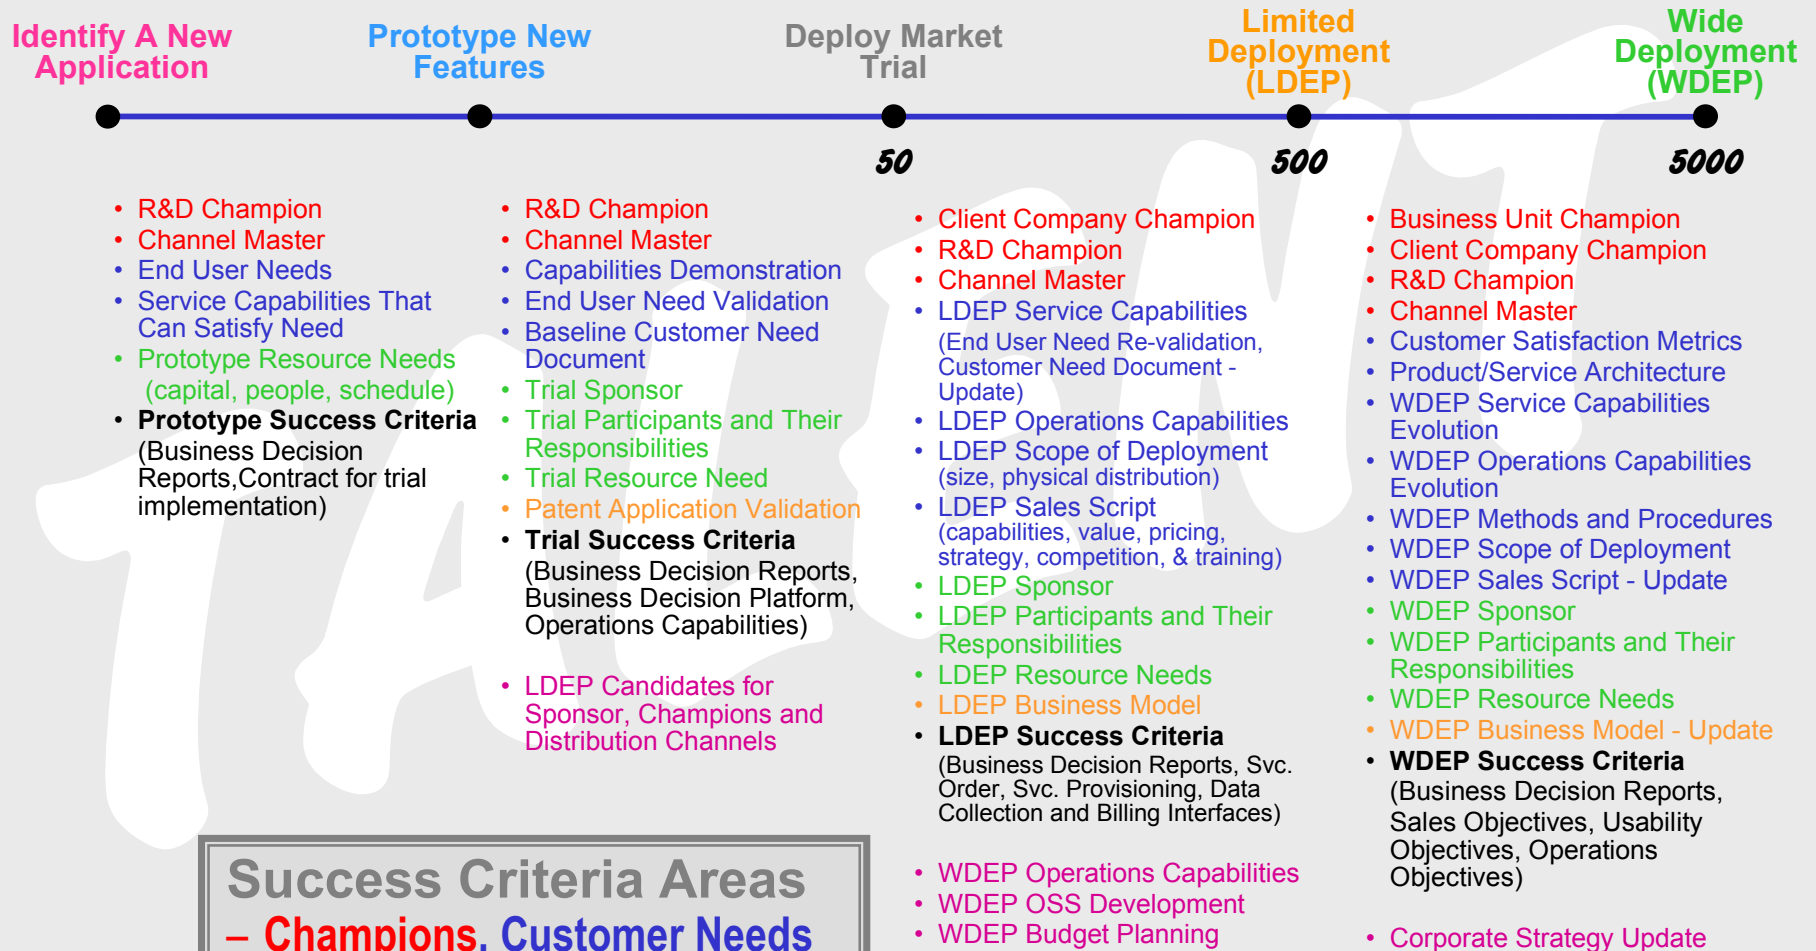 Identify A New
Application
Prototype New
Features
Deploy Market
Trial
Limited
Deployment
(LDEP)
Wide
Deployment
(WDEP)
50
500
5000
TALENT
• R&D Champion
• Channel Master
• End User Needs
• Service Capabilities That
Can Satisfy Need
• Prototype Resource Needs
(capital, people, schedule)
• Prototype Success Criteria
(Business Decision
Reports,Contract for trial
implementation)
• R&D Champion
• Channel Master
• Capabilities Demonstration
• End User Need Validation
• Baseline Customer Need
Document
• Trial Sponsor
• Trial Participants and Their
Responsibilities
• Trial Resource Need
• Patent Application Validation
• Trial Success Criteria
(Business Decision Reports,
Business Decision Platform,
Operations Capabilities)
• LDEP Candidates for
Sponsor, Champions and
Distribution Channels
• Client Company Champion
• R&D Champion
• Channel Master
• LDEP Service Capabilities
(End User Need Re-validation,
Customer Need Document -
Update)
• LDEP Operations Capabilities
• LDEP Scope of Deployment
(size, physical distribution)
• LDEP Sales Script
(capabilities, value, pricing,
strategy, competition, & training)
• LDEP Sponsor
• LDEP Participants and Their
Responsibilities
• LDEP Resource Needs
• LDEP Business Model
• LDEP Success Criteria
(Business Decision Reports, Svc.
Order, Svc. Provisioning, Data
Collection and Billing Interfaces)
• WDEP Operations Capabilities
• WDEP OSS Development
• WDEP Budget Planning
• Business Unit Champion
• Client Company Champion
• R&D Champion
• Channel Master
• Customer Satisfaction Metrics
• Product/Service Architecture
• WDEP Service Capabilities
Evolution
• WDEP Operations Capabilities
Evolution
• WDEP Methods and Procedures
• WDEP Scope of Deployment
• WDEP Sales Script - Update
• WDEP Sponsor
• WDEP Participants and Their
Responsibilities
• WDEP Resource Needs
• WDEP Business Model - Update
• WDEP Success Criteria
(Business Decision Reports,
Sales Objectives, Usability
Objectives, Operations
Objectives)
• Corporate Strategy Update
Success Criteria Areas
– Champions, Customer Needs